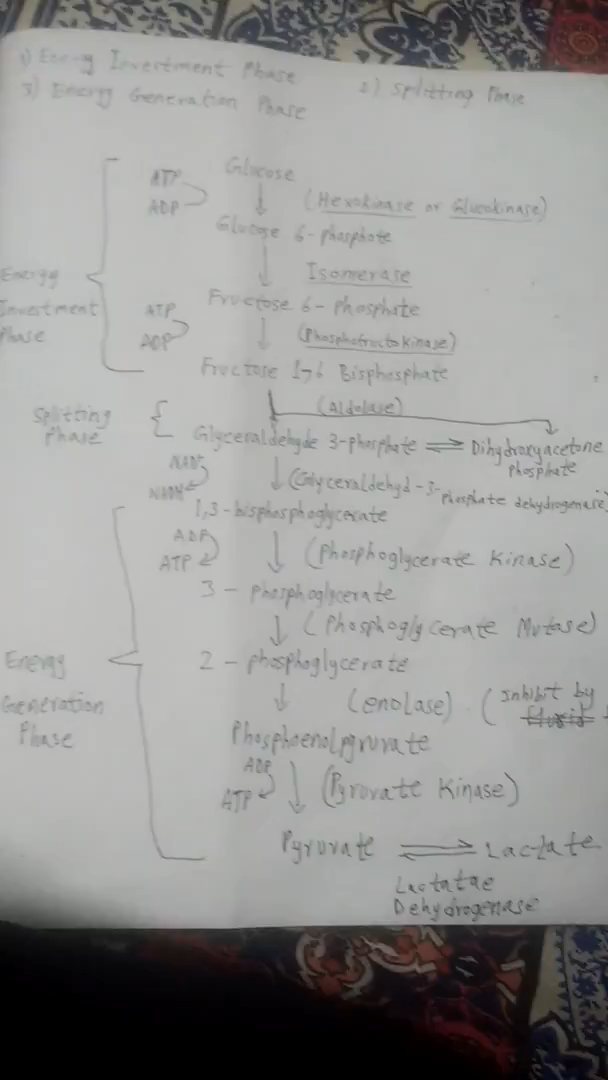 1) Energy Investment Phase
2) Splitting Phase
3) Energy Generation Phase
Glucose
ATP
ADP
(Hexokinase or Glucokinase)
Glucose 6-phosphate
Isomerase
Energy
Investment
Phase
Fructose 6-Phosphate
ATP
ADP
(Phosphofructokinase)
Fructose 1,6 Bisphosphate
(Aldolase)
Splitting
Phase
Glyceraldehyde 3-phosphate ⇌ Dihydroxyacetone
phosphate
NAD+
NADH
(Glyceraldehyd-3-phosphate dehydrogenase)
1,3-bisphosphoglycerate
ADP
ATP
(Phosphoglycerate Kinase)
3-phosphoglycerate
(Phosphoglycerate Mutase)
Energy
Generation
Phase
2-phosphoglycerate
(enolase). (Inhibit by
Phosphoenolpyruvate
ADP
ATP
(Pyrovate Kinase)
Pyruvate ⇌ Lactate
Lactatae
Dehydrogenase